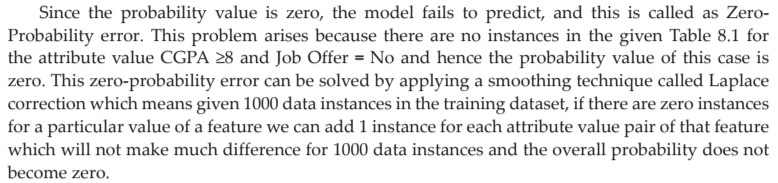 Since the probability value is zero, the model fails to predict, and this is called as Zero-
Probability error. This problem arises because there are no instances in the given Table 8.1 for
the attribute value CGPA ≥8 and Job Offer = No and hence the probability value of this case is
zero. This zero-probability error can be solved by applying a smoothing technique called Laplace
correction which means given 1000 data instances in the training dataset, if there are zero instances
for a particular value of a feature we can add 1 instance for each attribute value pair of that feature
which will not make much difference for 1000 data instances and the overall probability does not
become zero.